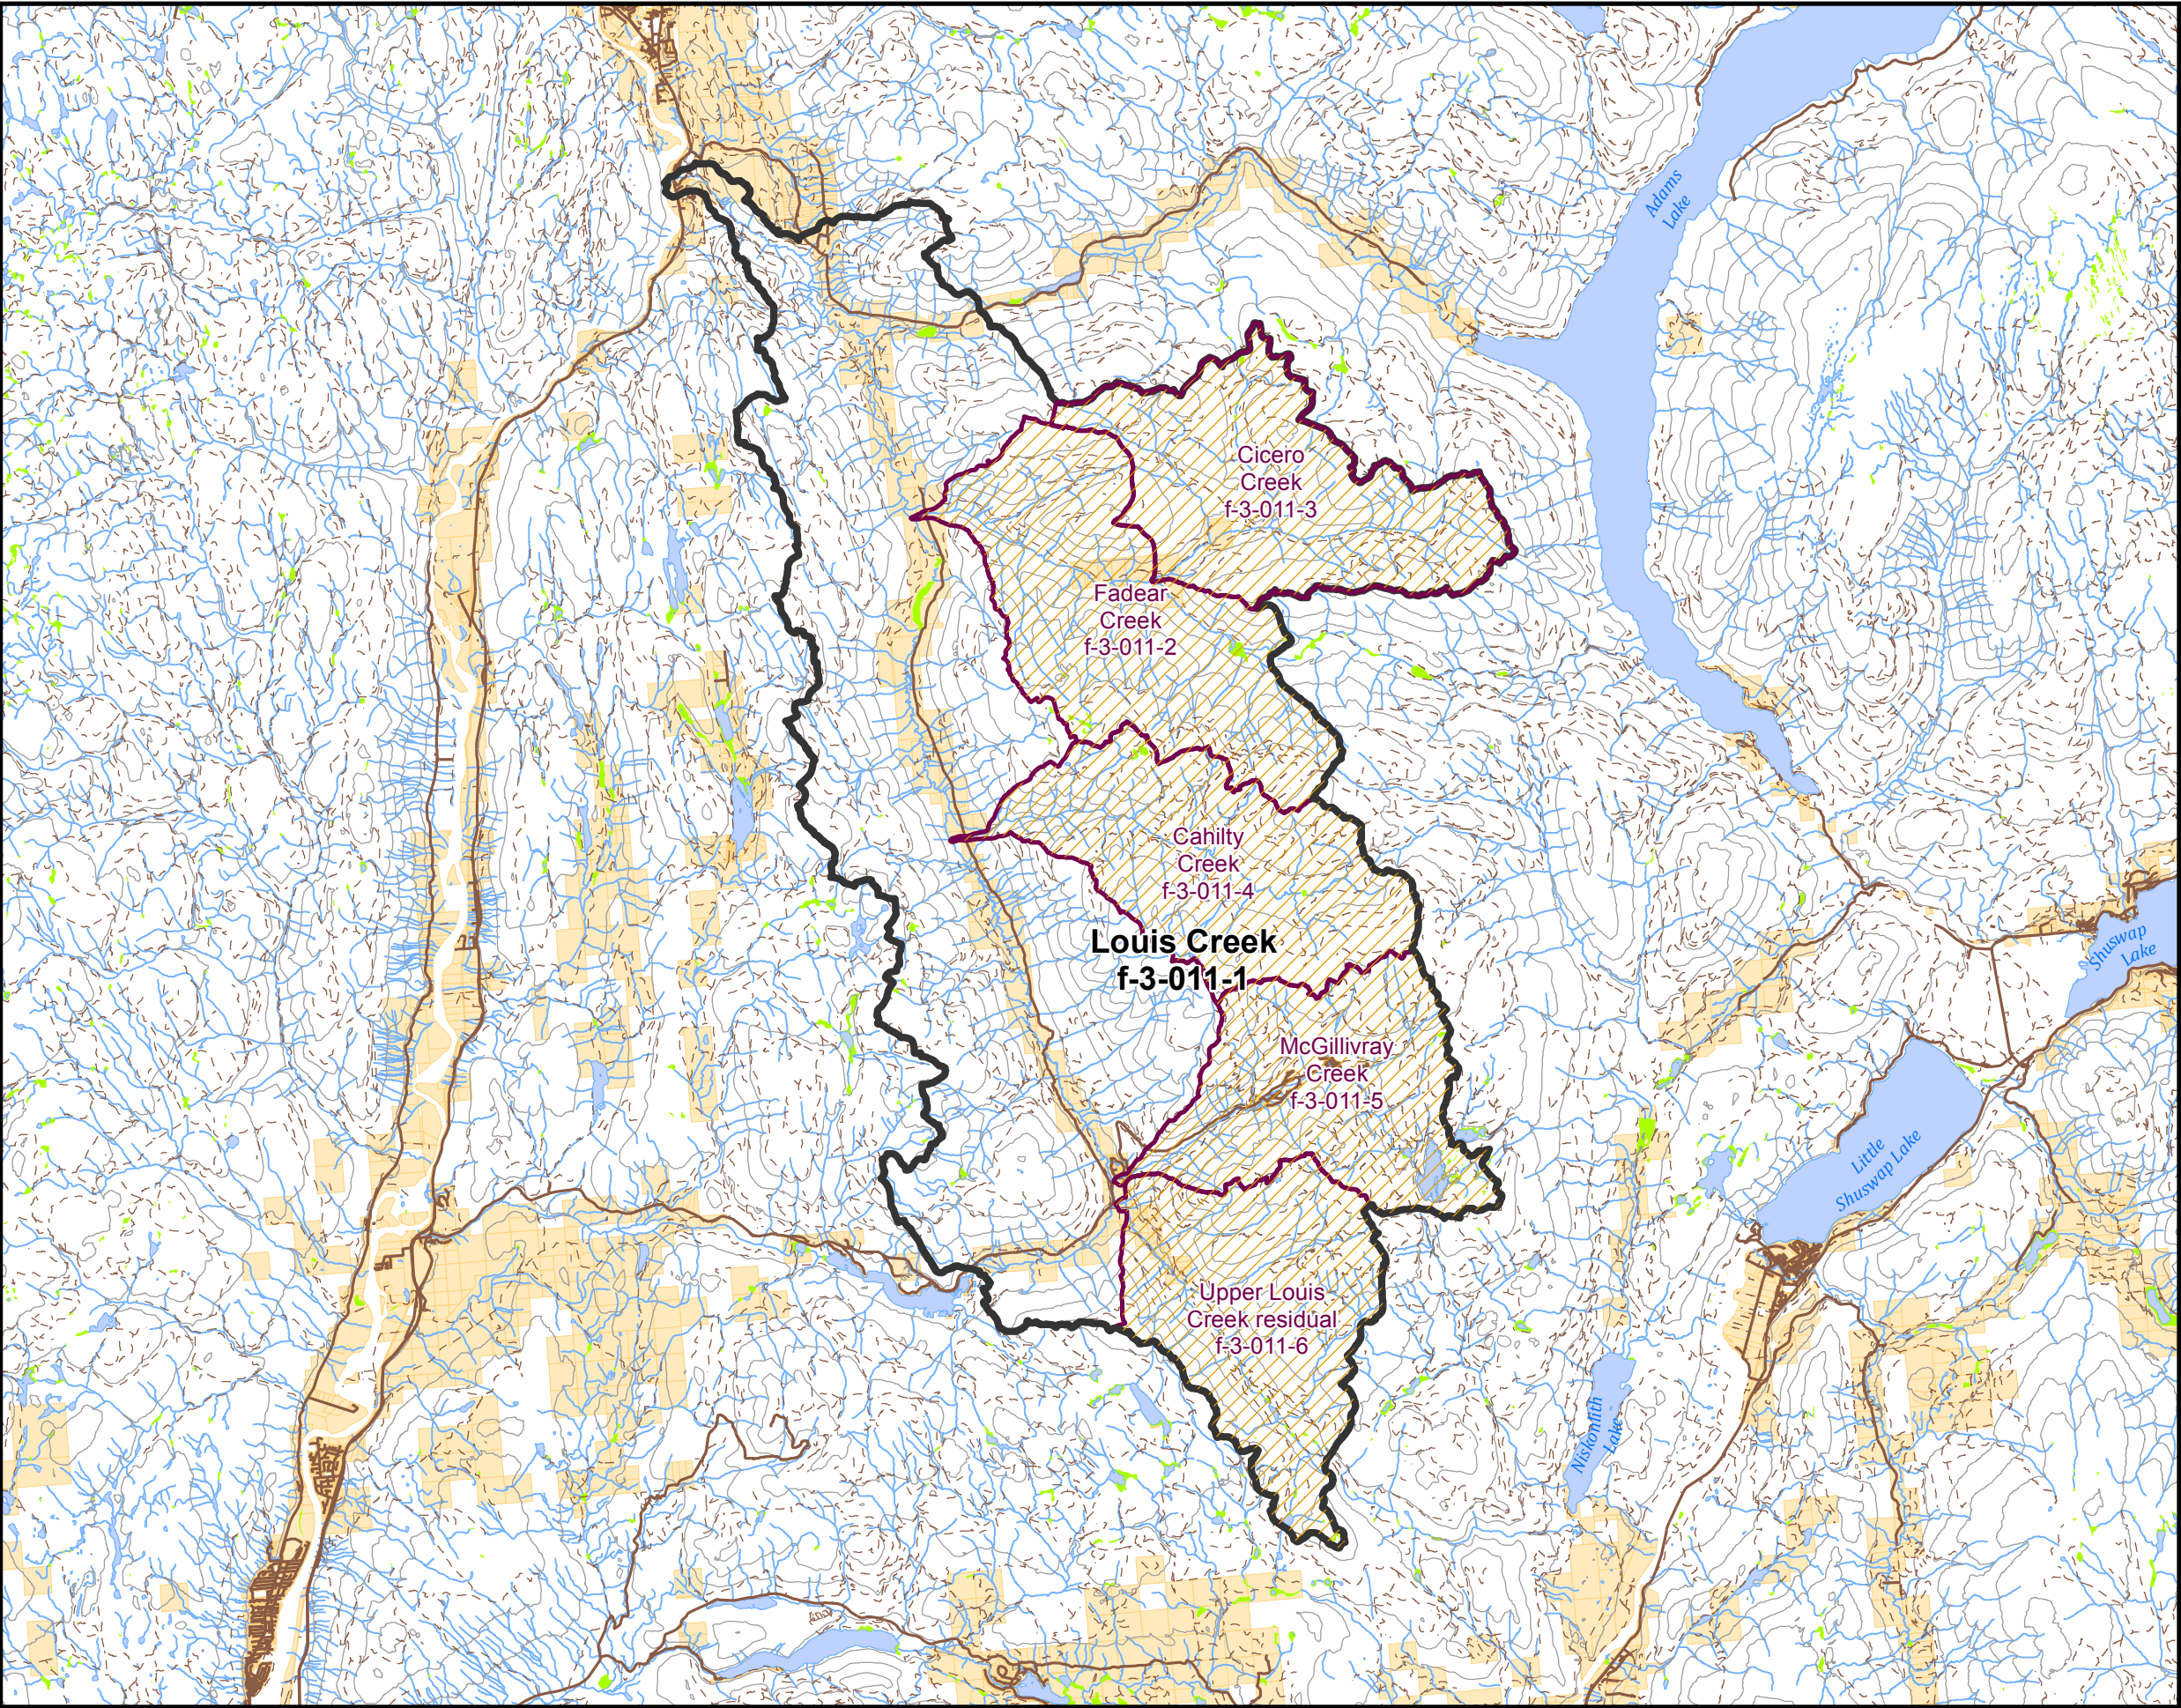 Adams
Lake
Cicero
Creek
f-3-011-3
Fadear
Creek
f-3-011-2
Cahilty
Creek
f-3-011-4
Louis Creek
f-3-011-1
Shuswap
Lake
McGillivray
Creek
f-3-011-5
Little
Shuswap Lake
Upper Louis
Creek residual
f-3-011-6
Niskonlith
Lake